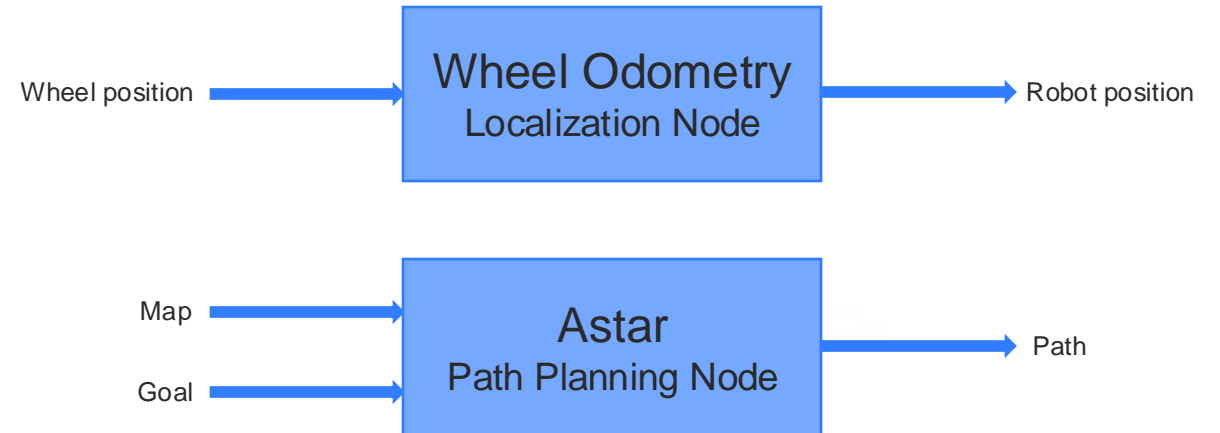 Wheel position
Wheel Odometry
Localization Node
Robot position
Map
Goal
Astar
Path Planning Node
Path